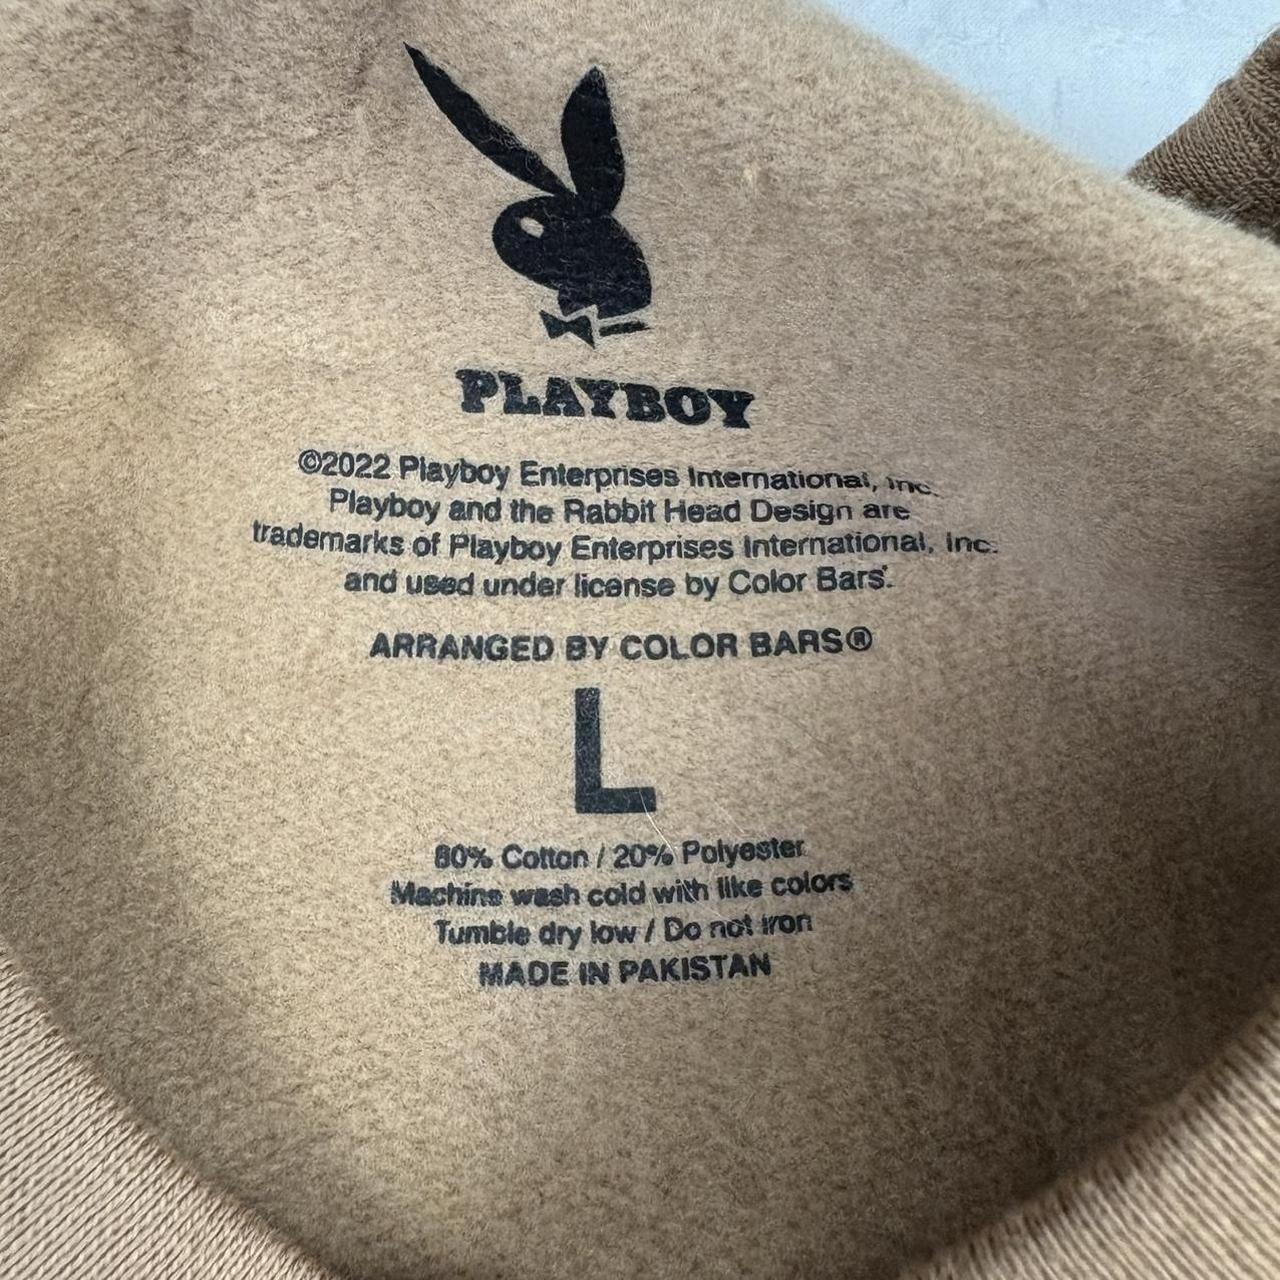 PLAYBOY
©2022 Playboy Enterprises International, Inc.
Playboy and the Rabbit Head Design are
trademarks of Playboy Enterprises International, Inc.
and used under license by Color Bars.
ARRANGED BY COLOR BARS®
L
80% Cotton / 20% Polyester
Machine wash cold with like colors
Tumble dry low / Do not iron
MADE IN PAKISTAN